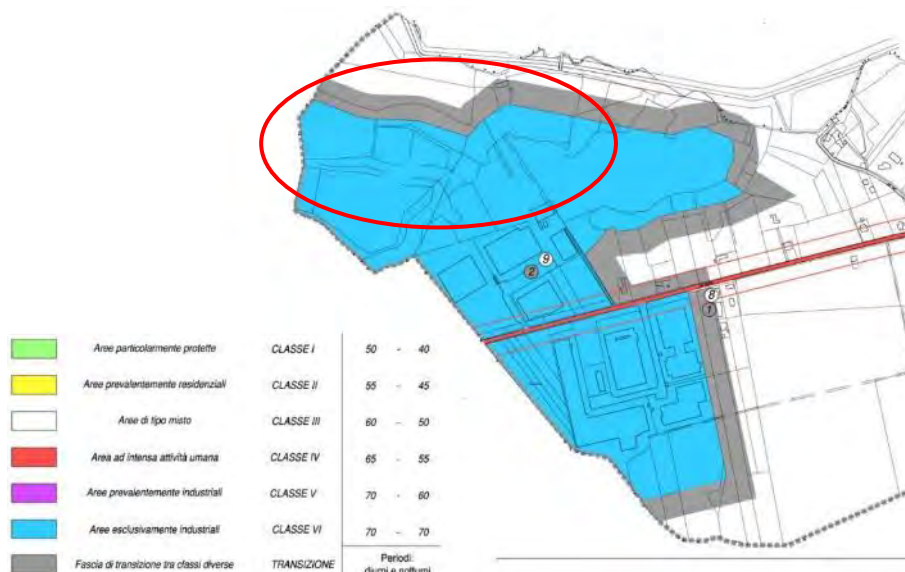 9
2
8
1
Aree particolarmente protette CLASSE I 50 - 40
Aree prevalentemente residenziali CLASSE II 55 - 45
Aree di tipo misto CLASSE III 60 - 50
Area ad intensa attività umana CLASSE IV 65 - 55
Aree prevalentemente industriali CLASSE V 70 - 60
Aree esclusivamente industriali CLASSE VI 70 - 70
Fascia di transizione tra classi diverse TRANSIZIONE Periodi:
diurni e notturni